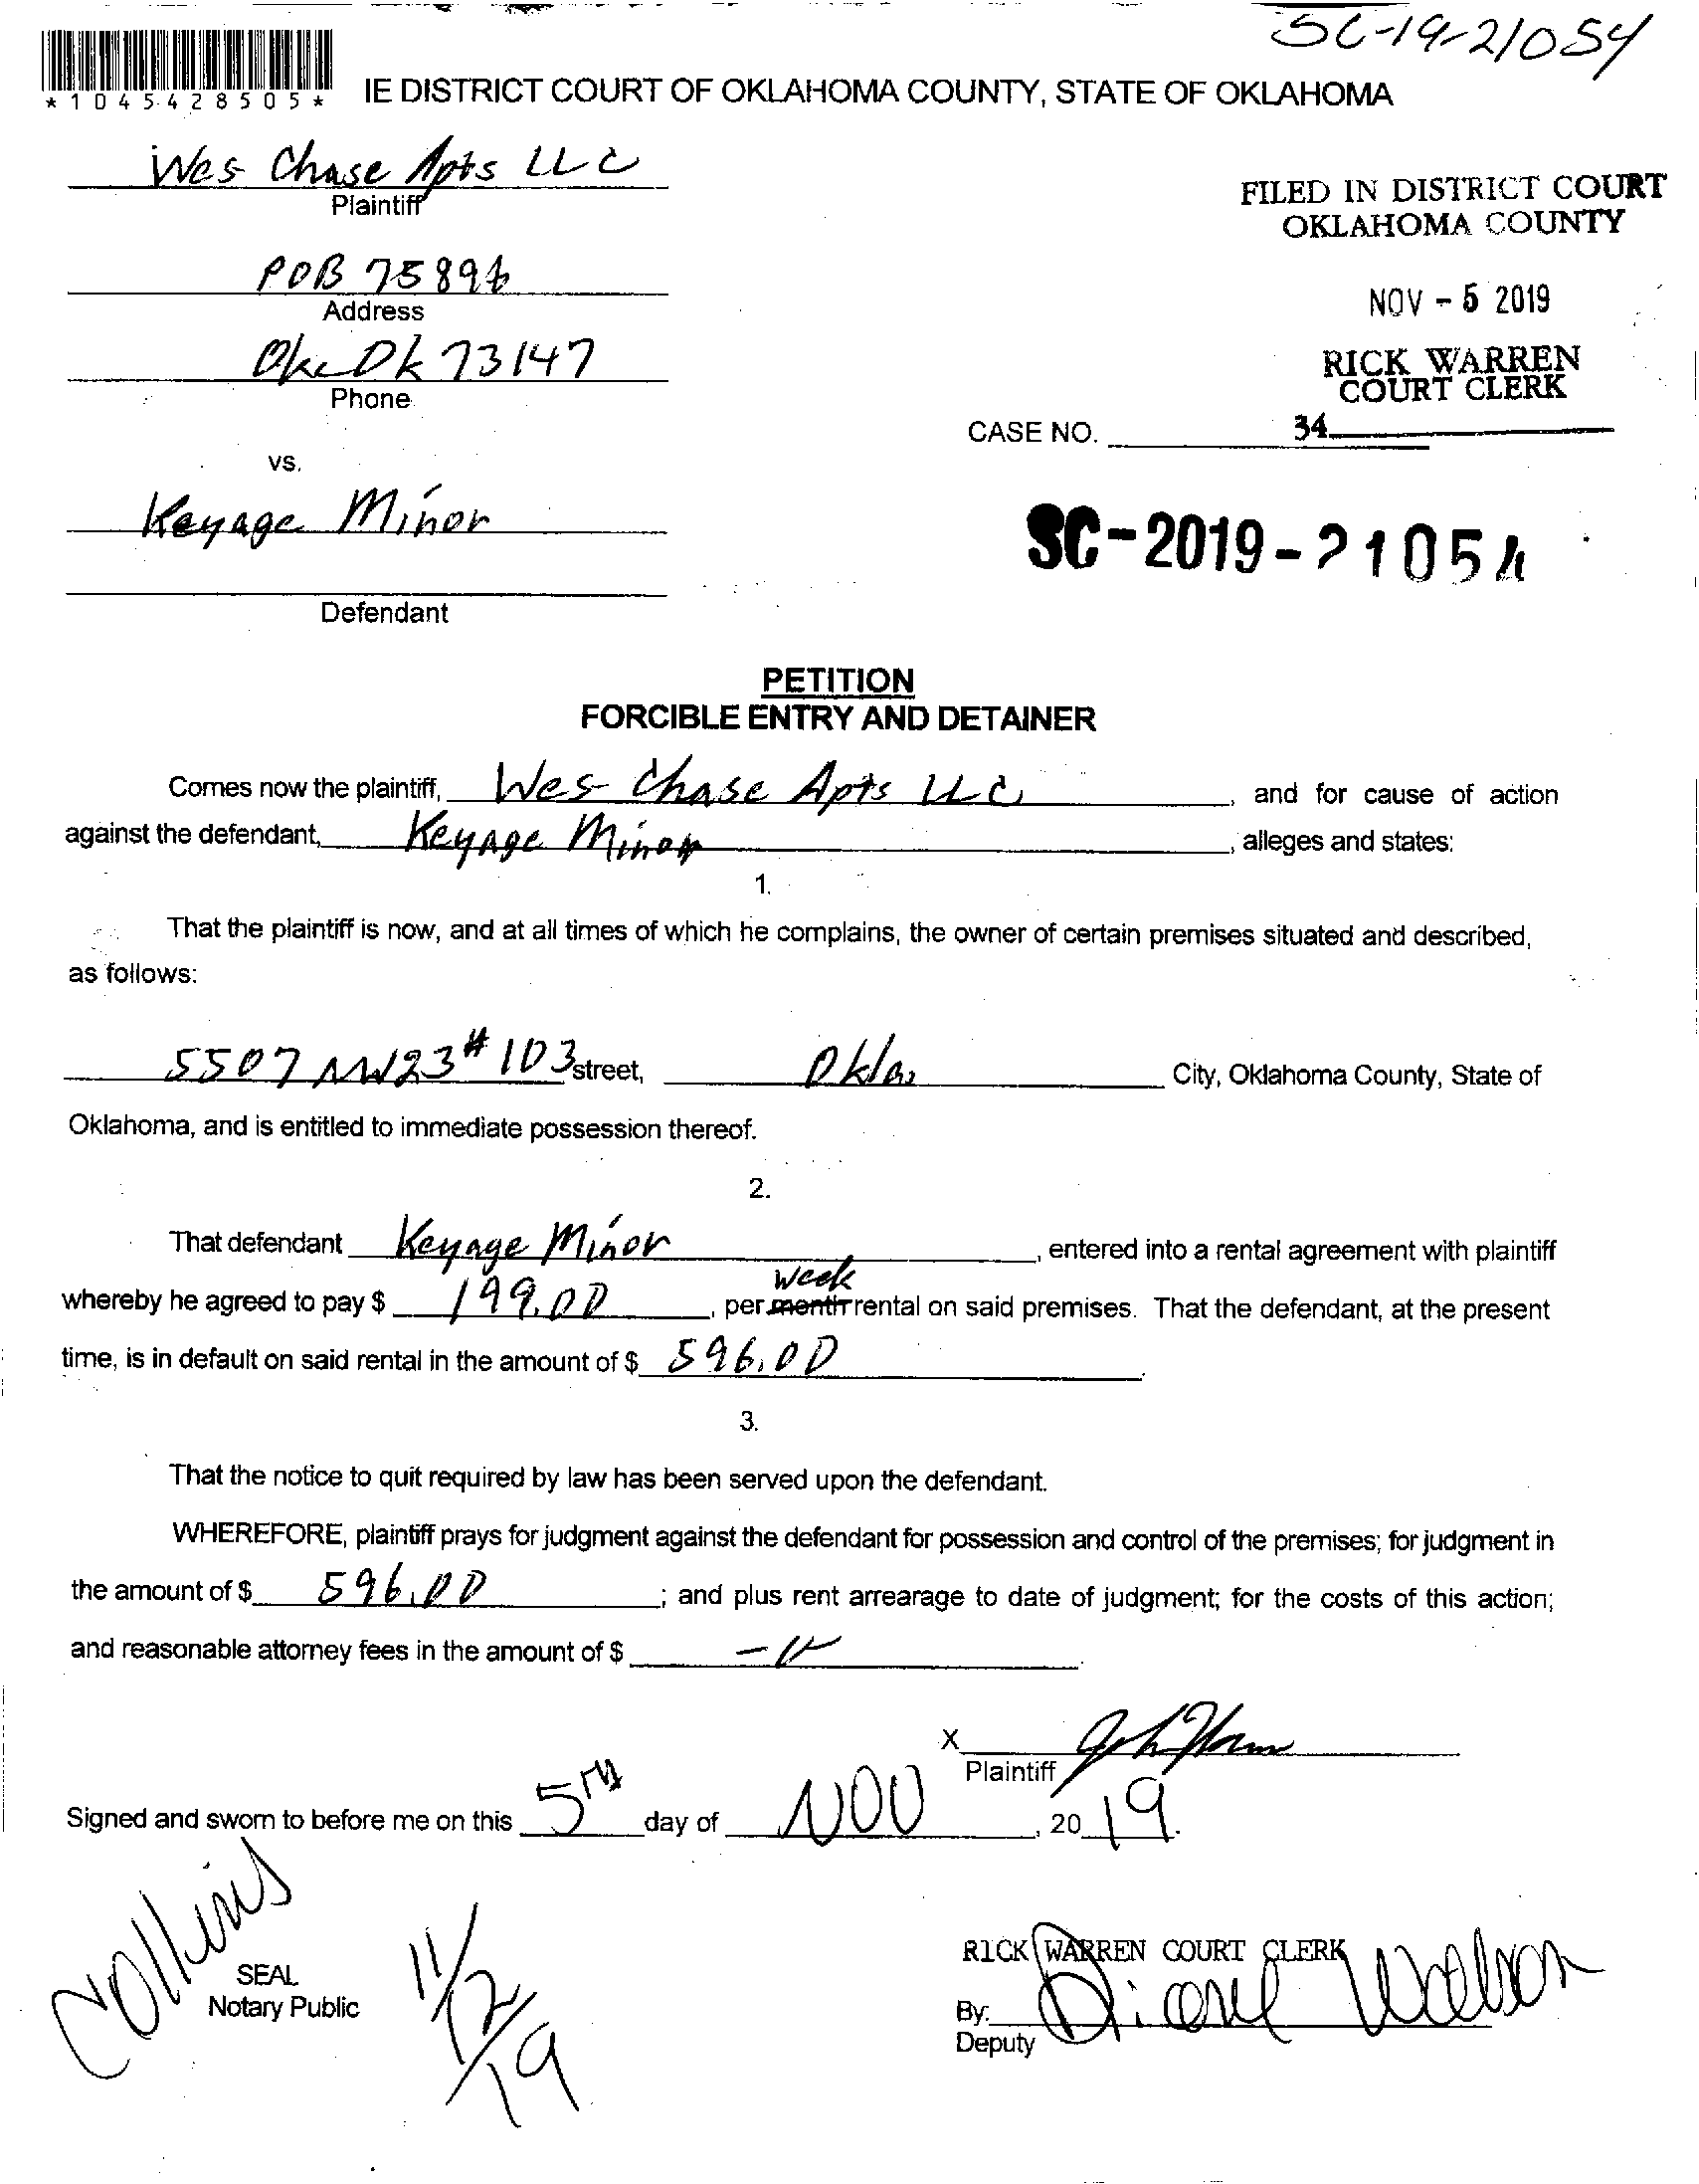 SC-19-21054
*1045428505*
IE DISTRICT COURT OF OKLAHOMA COUNTY, STATE OF OKLAHOMA
Wes Chase Apts LLC
Plaintiff
FILED IN DISTRICT COURT
OKLAHOMA COUNTY
POB 75896
Address
NOV - 5 2019
Okc Ok 73147
Phone
RICK WARREN
COURT CLERK
CASE NO. 34
vs.
Keyage Minor
SC-2019-21054
Defendant
PETITION
FORCIBLE ENTRY AND DETAINER
Comes now the plaintiff, Wes Chase Apts LLC, and for cause of action
against the defendant, Keyage Minor, alleges and states:
1.
That the plaintiff is now, and at all times of which he complains, the owner of certain premises situated and described,
as follows:
5507 NW23 # 103 street, Okla, City, Oklahoma County, State of
Oklahoma, and is entitled to immediate possession thereof.
2.
That defendant Keyage Minor, entered into a rental agreement with plaintiff
week
whereby he agreed to pay $ 199.00, per month rental on said premises. That the defendant, at the present
time, is in default on said rental in the amount of $ 596.00
3.
That the notice to quit required by law has been served upon the defendant.
WHEREFORE, plaintiff prays for judgment against the defendant for possession and control of the premises; for judgment in
the amount of $ 596.00; and plus rent arrearage to date of judgment; for the costs of this action;
and reasonable attorney fees in the amount of $
X
Plaintiff
Signed and sworn to before me on this 5TH day of NOV, 20 19.
Collins
SEAL
Notary Public
11/12/19
RICK WARREN COURT CLERK
By: Diane Watson
Deputy